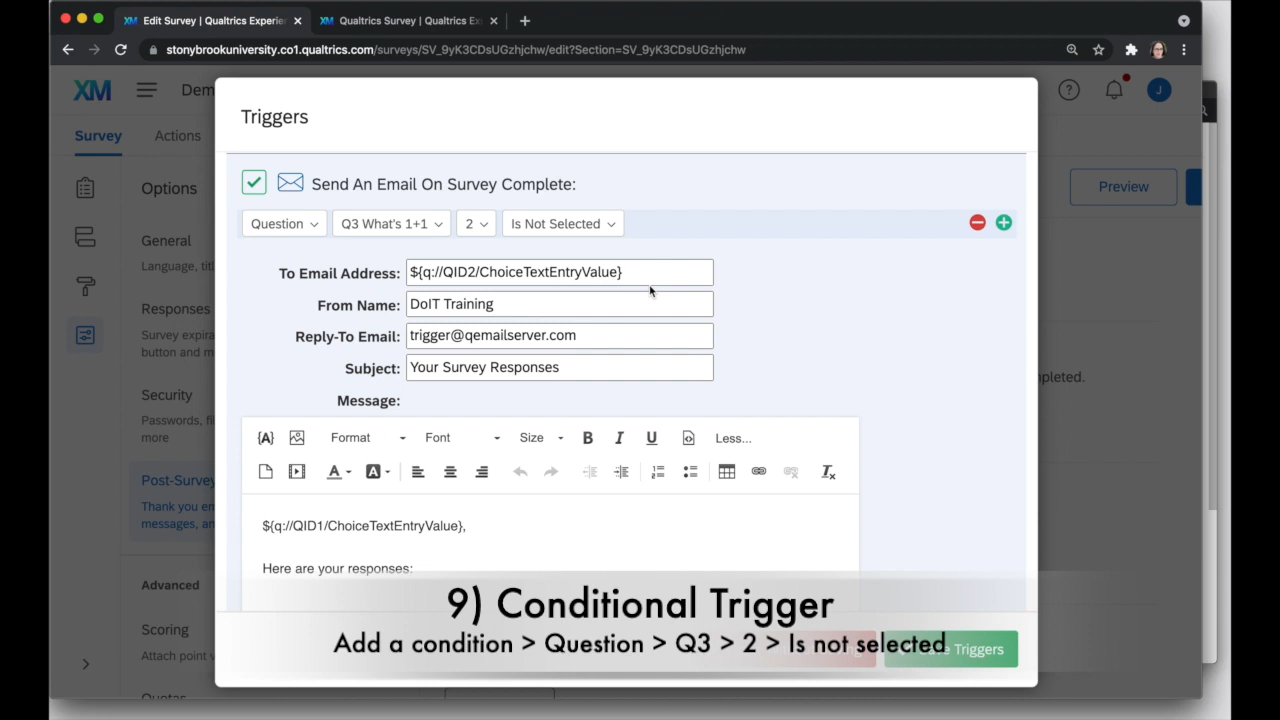 Edit Survey | Qualtrics Experie
Qualtrics Survey | Qualtrics Ex
stonybrookuniversity.co1.qualtrics.com/surveys/SV_9yK3CDsUGzhjchw/edit?Section=SV_9yK3CDsUGzhjchw
XM
Dem
J
Survey
Actions
Triggers
Preview
Options
General
Language, titl
Responses
Survey expira
button and m
Security
Passwords, fil
more
Post-Survey
Thank you em
messages, an
Advanced
Scoring
Attach point v
Quotas
Send An Email On Survey Complete:
Question
Q3 What's 1+1
2
Is Not Selected
To Email Address: ${q://QID2/ChoiceTextEntryValue}
From Name: DoIT Training
Reply-To Email: trigger@qemailserver.com
Subject: Your Survey Responses
Message:
Format
Font
Size
B I U
Less...
${q://QID1/ChoiceTextEntryValue},
Here are your responses:
mpleted.
9) Conditional Trigger
Add a condition > Question > Q3 > 2 > Is not selected
Triggers